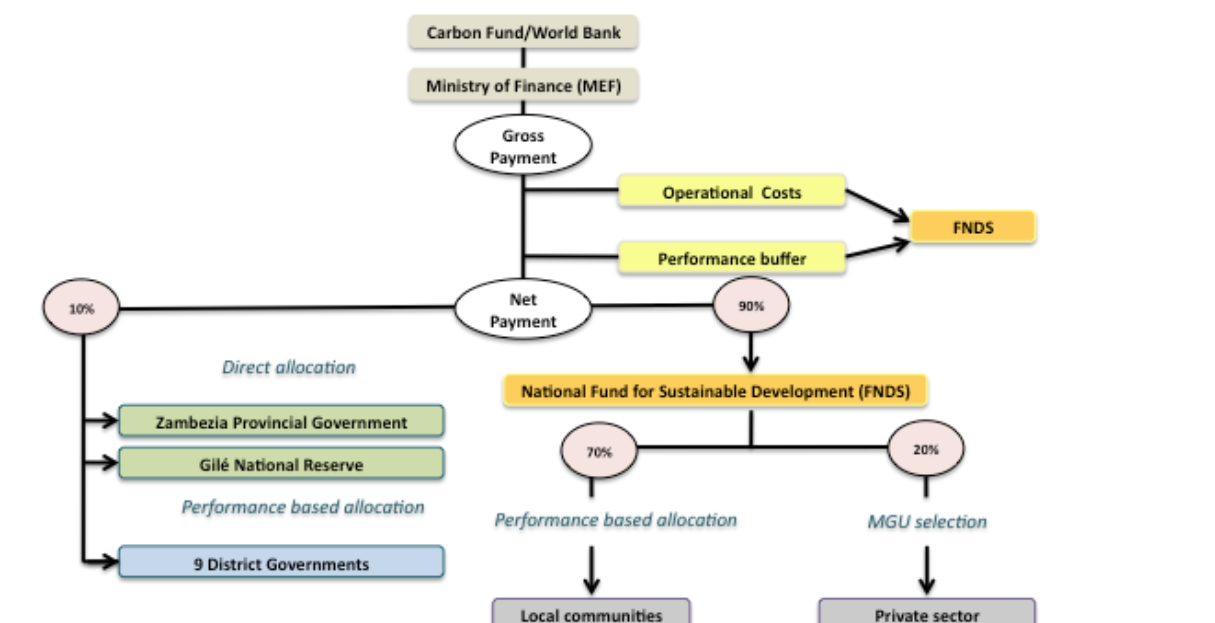 Carbon Fund/World Bank
Ministry of Finance (MEF)
Gross
Payment
Operational Costs
FNDS
Performance buffer
10%
Net
Payment
90%
Direct allocation
National Fund for Sustainable Development (FNDS)
Zambezia Provincial Government
Gilé National Reserve
70%
20%
Performance based allocation
Performance based allocation
MGU selection
9 District Governments
Local communities
Private sector